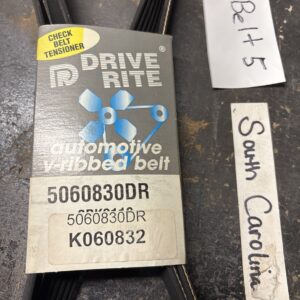 CHECK
BELT
TENSIONER
DRIVE
RITE®
automotive
v-ribbed belt
5060830DR
5060830DR
K060832
Belt 5
South Carolina